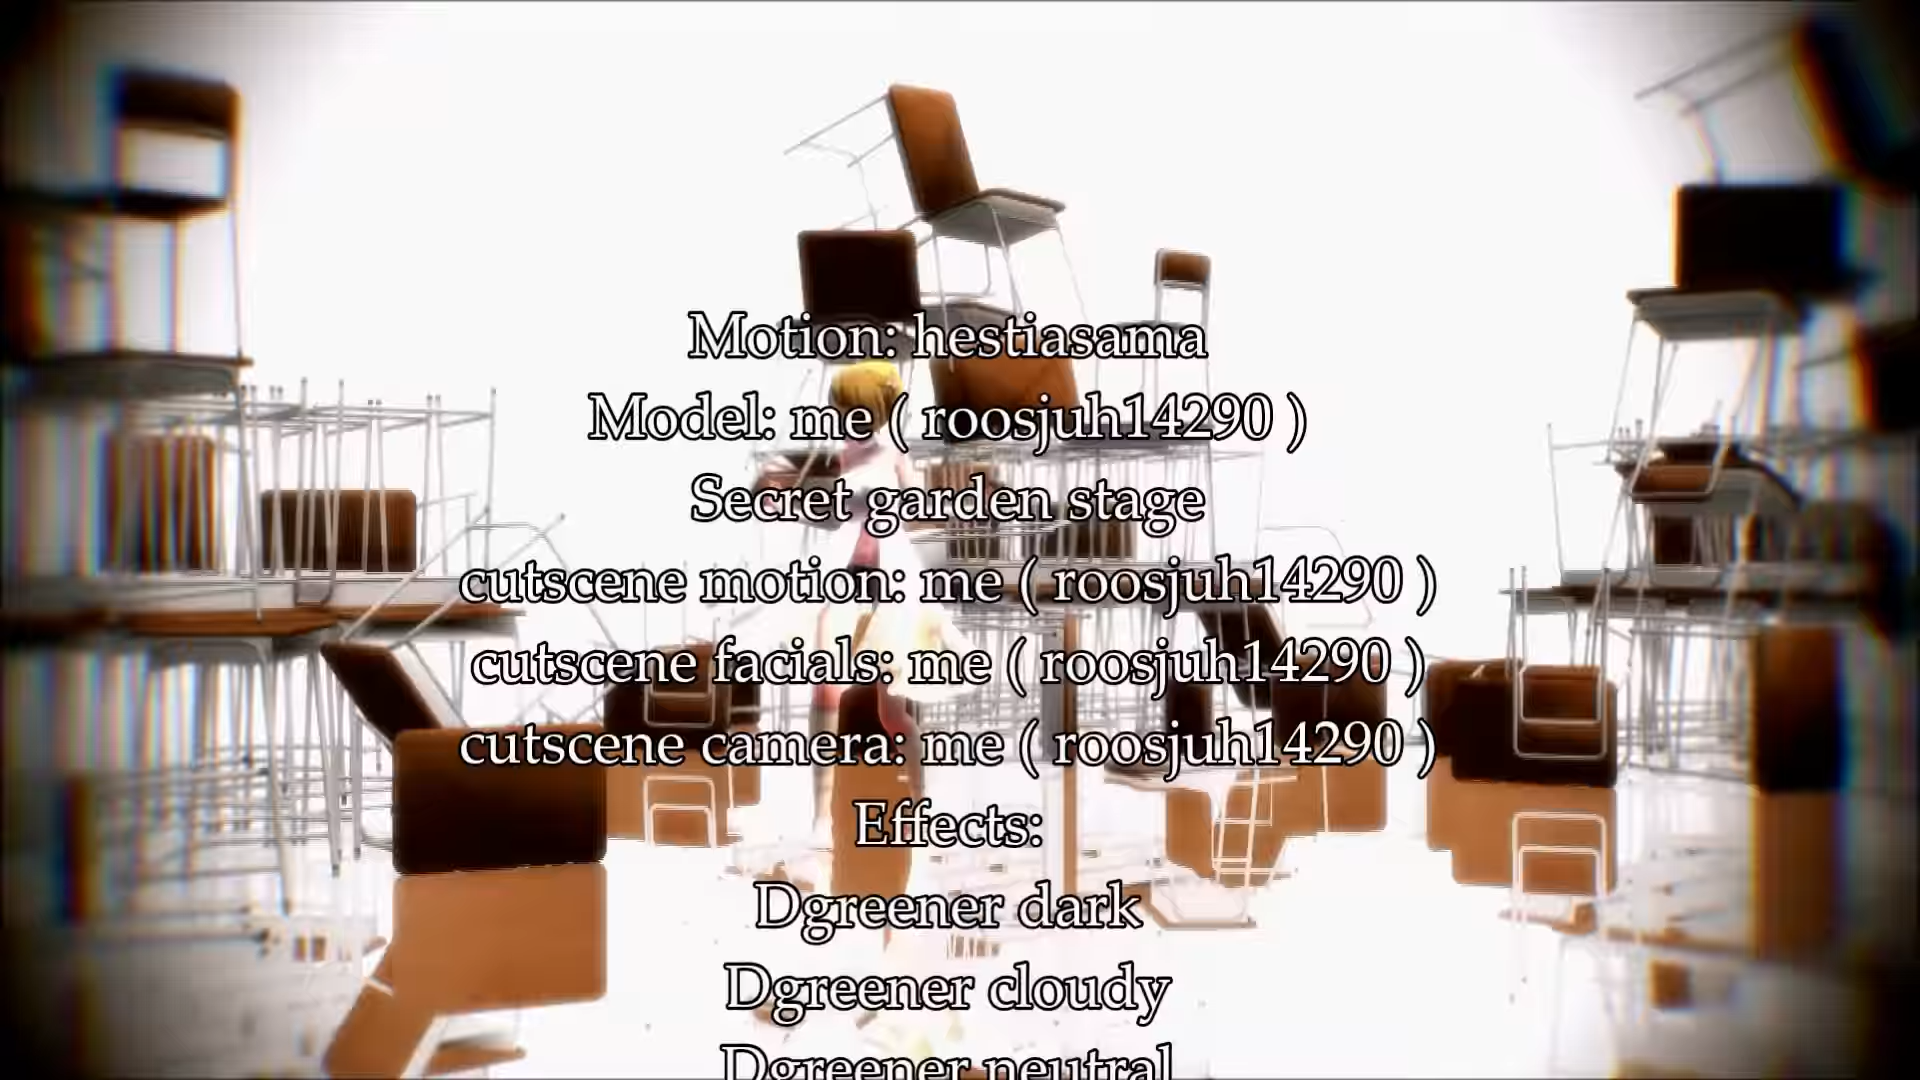 Motion: hestiasama
Model: me ( roosjuh14290 )
Secret garden stage
cutscene motion: me ( roosjuh14290 )
cutscene facials: me ( roosjuh14290 )
cutscene camera: me ( roosjuh14290 )
Effects:
Dgreener dark
Dgreener cloudy
Dgreener neutral